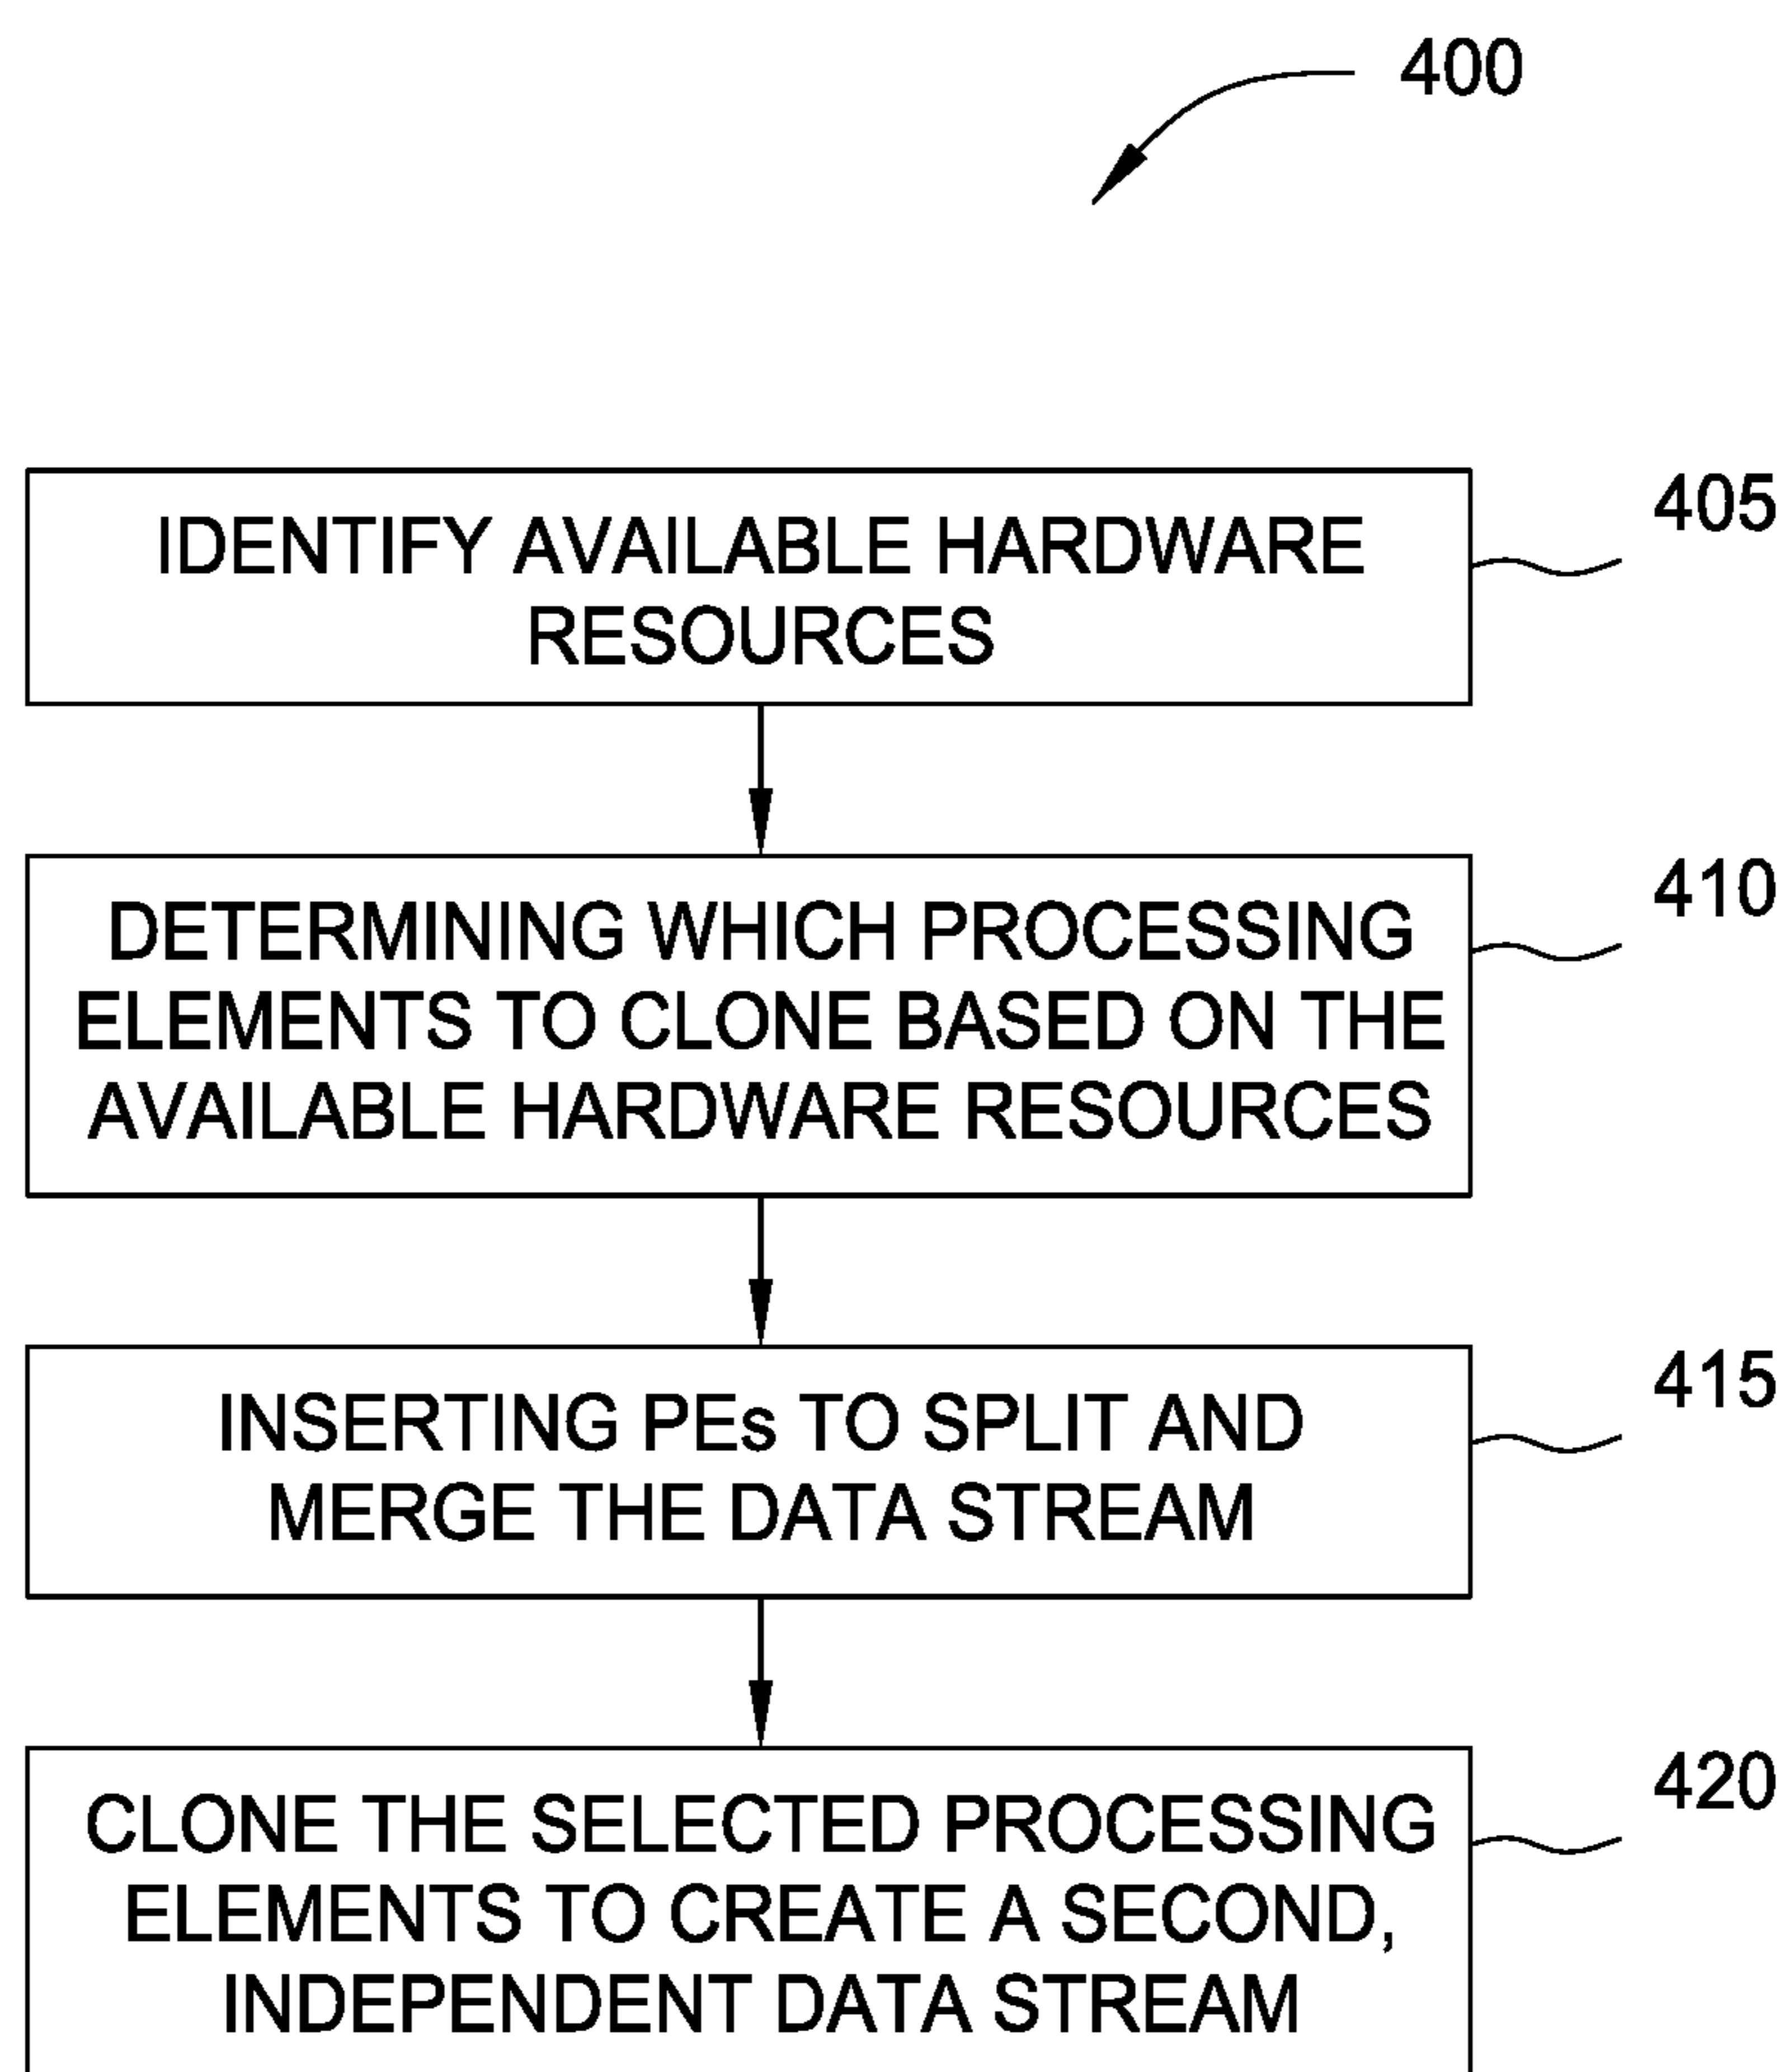 400
IDENTIFY AVAILABLE HARDWARE
RESOURCES
405
DETERMINING WHICH PROCESSING
ELEMENTS TO CLONE BASED ON THE
AVAILABLE HARDWARE RESOURCES
410
INSERTING PEs TO SPLIT AND
MERGE THE DATA STREAM
415
CLONE THE SELECTED PROCESSING
ELEMENTS TO CREATE A SECOND,
INDEPENDENT DATA STREAM
420